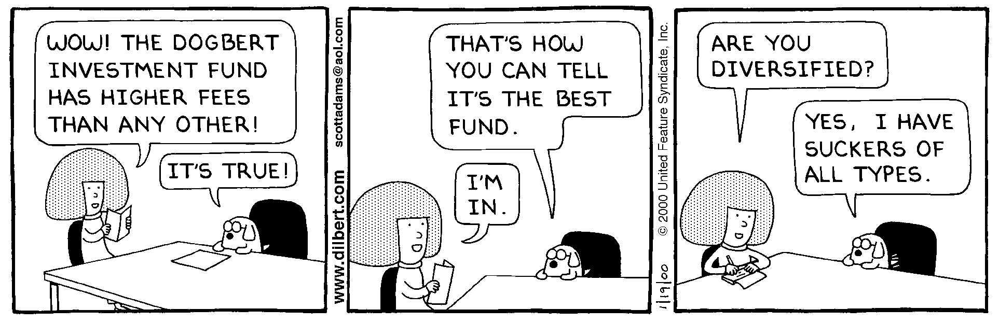 WOW! THE DOGBERT
INVESTMENT FUND
HAS HIGHER FEES
THAN ANY OTHER!
IT'S TRUE!
www.dilbert.com scottadams@aol.com
THAT'S HOW
YOU CAN TELL
IT'S THE BEST
FUND.
I'M
IN.
1/19/00 © 2000 United Feature Syndicate, Inc.
ARE YOU
DIVERSIFIED?
YES, I HAVE
SUCKERS OF
ALL TYPES.